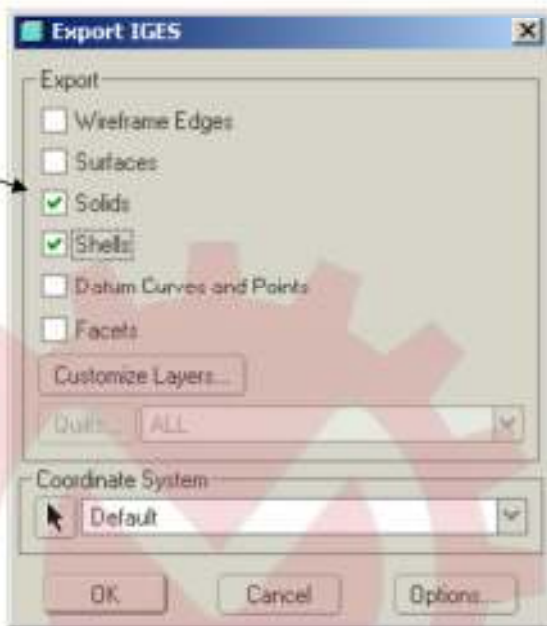 Export IGES
Export
Wireframe Edges
Surfaces
Solids
Shells
Datum Curves and Points
Facets
Customize Layers...
Quilts... ALL
Coordinate System
Default
OK Cancel Options...